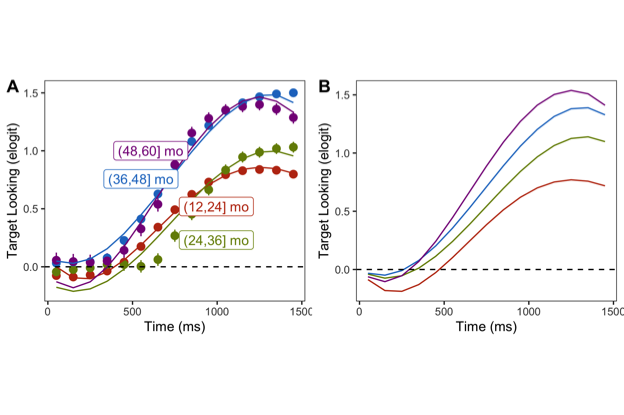 A
B
Target Looking (elogit)
1.5
1.0
0.5
0.0
(48,60] mo
(36,48] mo
(12,24] mo
(24,36] mo
0
500
1000
1500
Time (ms)
Target Looking (elogit)
1.5
1.0
0.5
0.0
0
500
1000
1500
Time (ms)